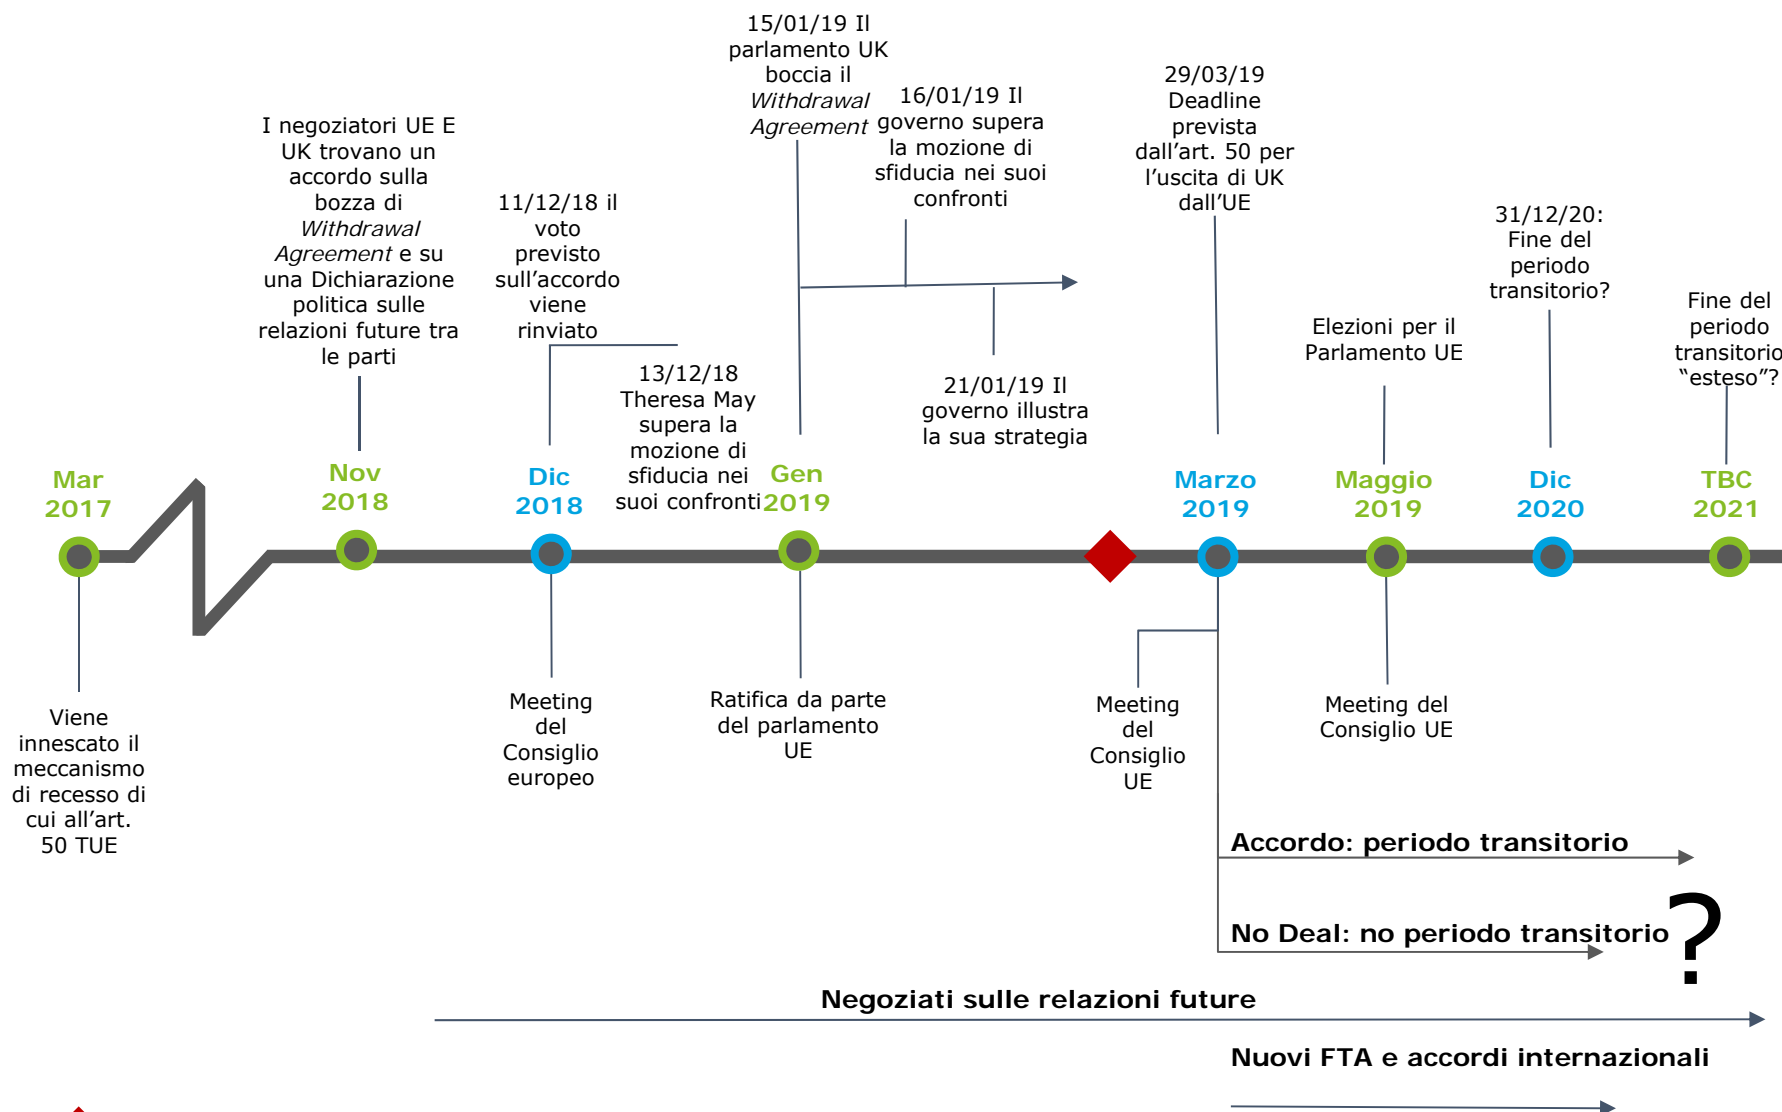 15/01/19 Il
parlamento UK
boccia il
Withdrawal
Agreement
16/01/19 Il
governo supera
la mozione di
sfiducia nei suoi
confronti
29/03/19
Deadline
prevista
dall’art. 50 per
l’uscita di UK
dall’UE
I negoziatori UE E
UK trovano un
accordo sulla
bozza di
Withdrawal
Agreement e su
una Dichiarazione
politica sulle
relazioni future tra
le parti
11/12/18 il
voto
previsto
sull’accordo
viene
rinviato
31/12/20:
Fine del
periodo
transitorio?
Fine del
periodo
transitorio
“esteso”?
Elezioni per il
Parlamento UE
13/12/18
Theresa May
supera la
mozione di
sfiducia nei
suoi confronti
21/01/19 Il
governo illustra
la sua strategia
Mar
2017
Nov
2018
Dic
2018
Gen
2019
Marzo
2019
Maggio
2019
Dic
2020
TBC
2021
Viene
innescato il
meccanismo
di recesso di
cui all’art.
50 TUE
Meeting
del
Consiglio
europeo
Ratifica da parte
del parlamento
UE
Meeting
del
Consiglio
UE
Meeting del
Consiglio UE
Accordo: periodo transitorio
No Deal: no periodo transitorio
?
Negoziati sulle relazioni future
Nuovi FTA e accordi internazionali